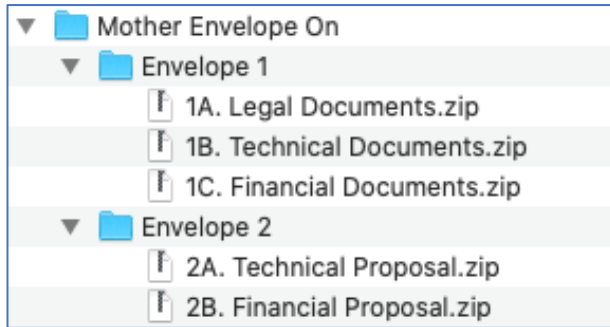 Mother Envelope On
Envelope 1
1A. Legal Documents.zip
1B. Technical Documents.zip
1C. Financial Documents.zip
Envelope 2
2A. Technical Proposal.zip
2B. Financial Proposal.zip